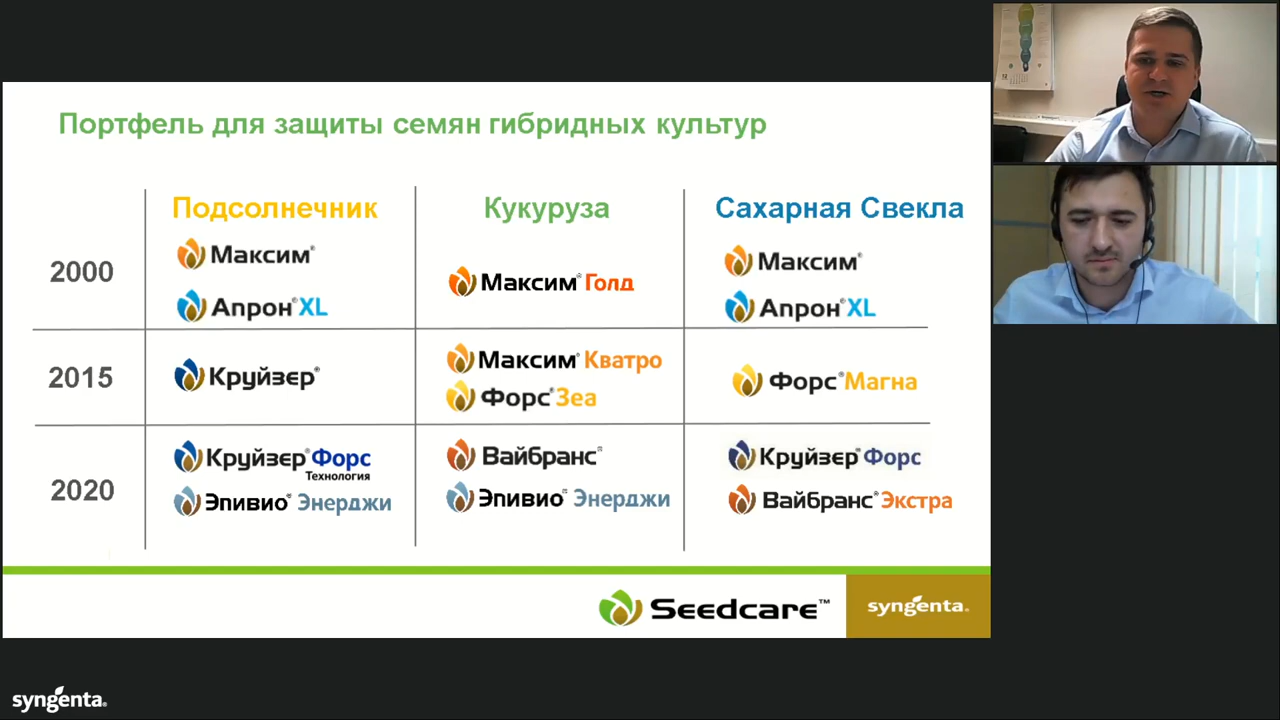 Портфель для защиты семян гибридных культур
Подсолнечник
Кукуруза
Сахарная Свекла
2000
Максим®
Апрон® XL
Максим® Голд
Максим®
Апрон® XL
2015
Круйзер®
Максим® Кватро
Форс® Зеа
Форс® Магна
2020
Круйзер® Форс
Технология
Эпивио® Энерджи
Вайбранс®
Эпивио® Энерджи
Круйзер® Форс
Вайбранс® Экстра
Seedcare™
syngenta®
syngenta®